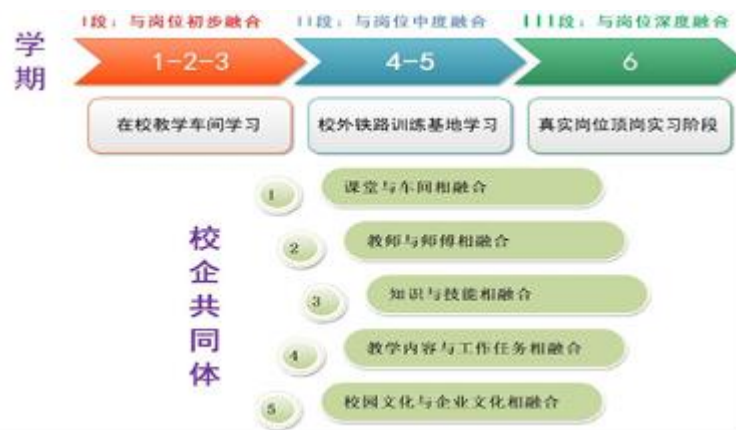 学期
I段：与岗位初步融合
II段：与岗位中度融合
III段：与岗位深度融合
1-2-3
4-5
6
在校教学车间学习
校外铁路训练基地学习
真实岗位顶岗实习阶段
校企共同体
1 课堂与车间相融合
2 教师与师傅相融合
3 知识与技能相融合
4 教学内容与工作任务相融合
5 校园文化与企业文化相融合